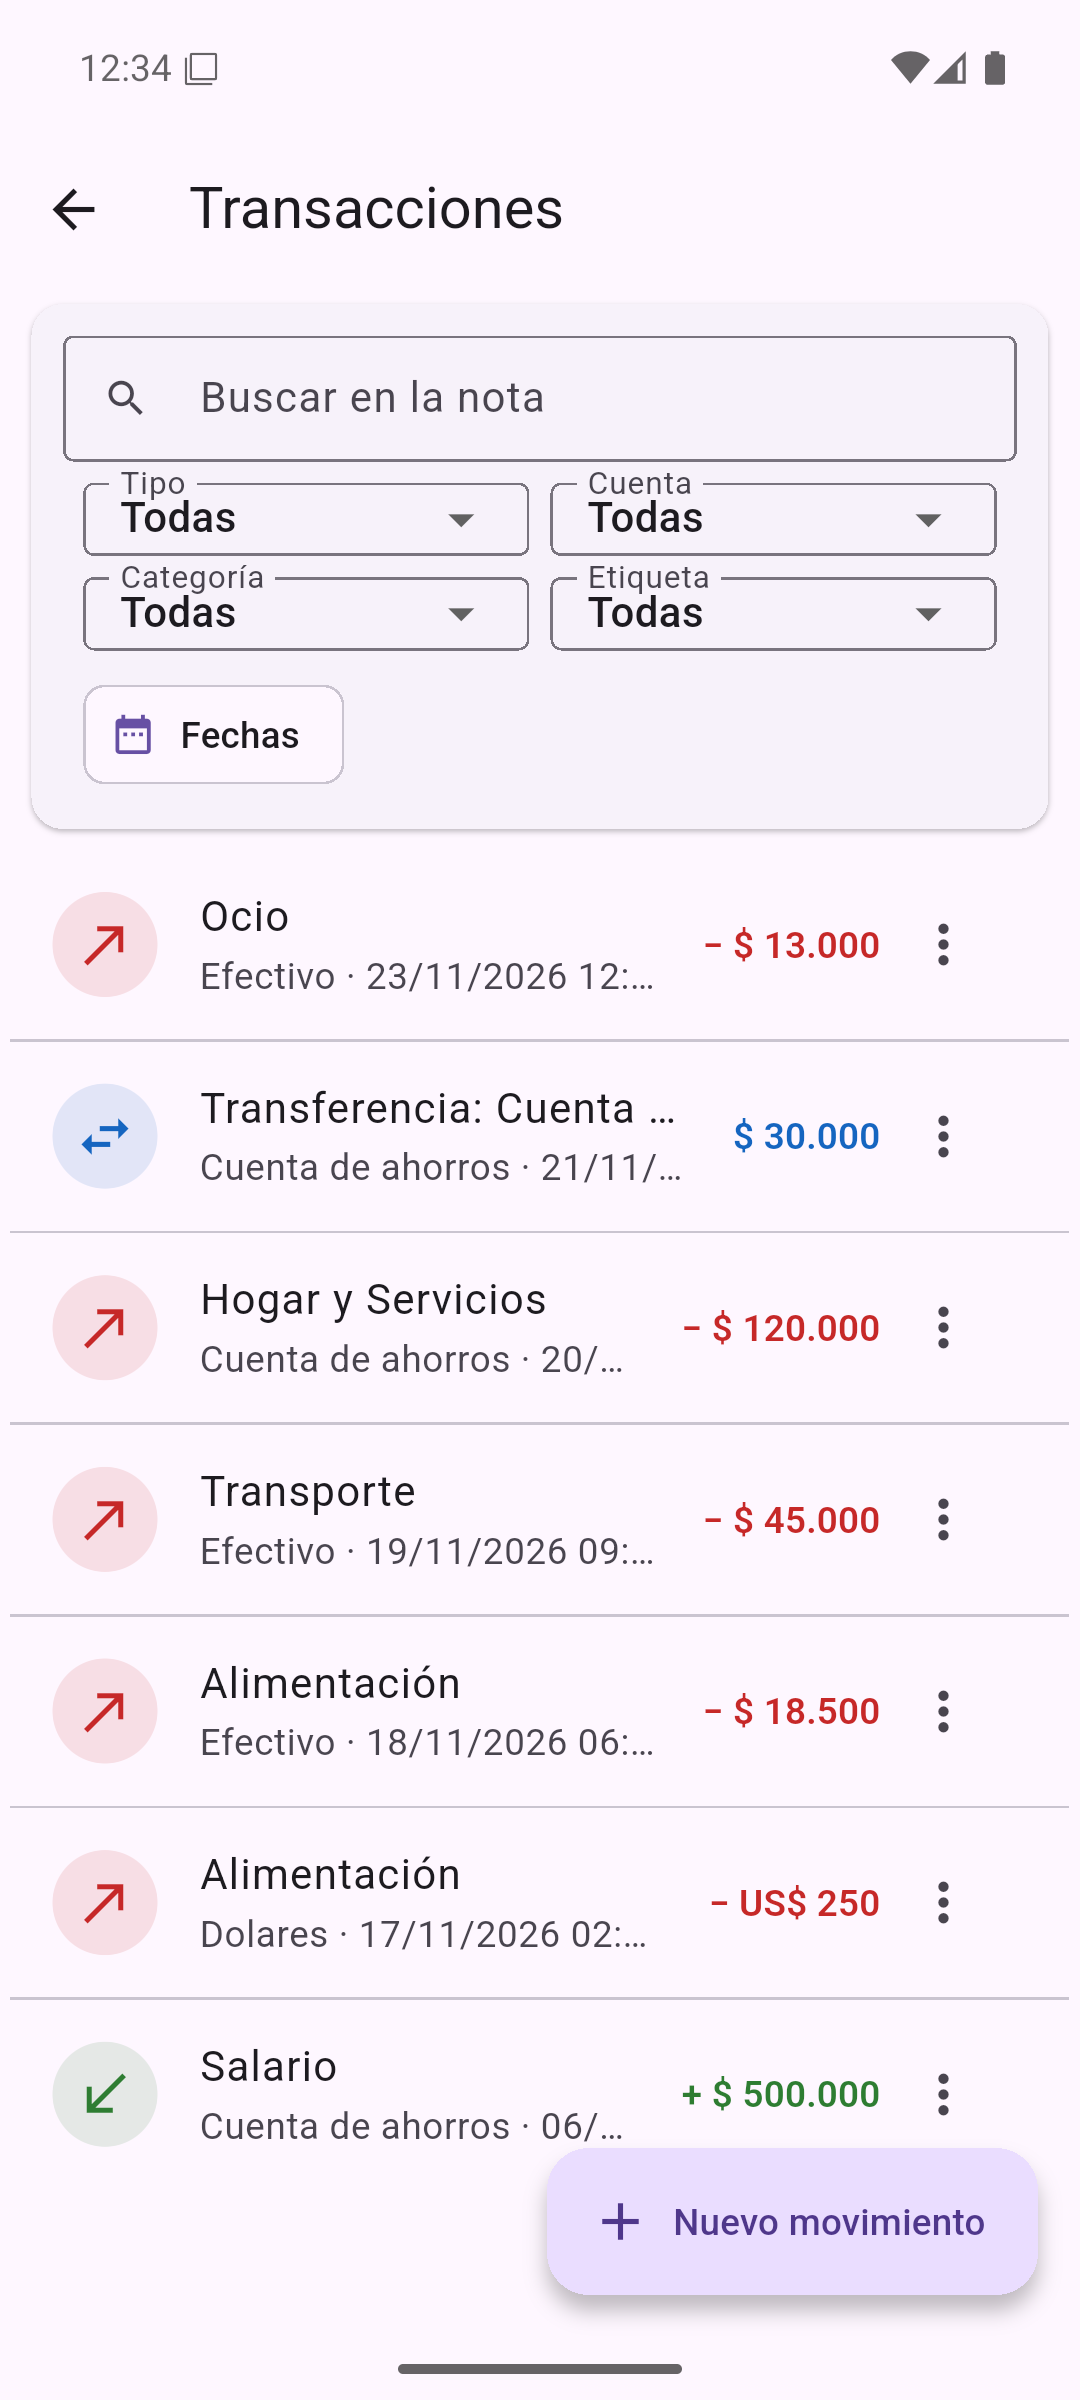 12:34
Transacciones
Buscar en la nota
Tipo
Todas
Cuenta
Todas
Categoría
Todas
Etiqueta
Todas
Fechas
Ocio
Efectivo · 23/11/2026 12:...
– $ 13.000
Transferencia: Cuenta ...
Cuenta de ahorros · 21/11/...
$ 30.000
Hogar y Servicios
Cuenta de ahorros · 20/...
– $ 120.000
Transporte
Efectivo · 19/11/2026 09:...
– $ 45.000
Alimentación
Efectivo · 18/11/2026 06:...
– $ 18.500
Alimentación
Dolares · 17/11/2026 02:...
– US$ 250
Salario
Cuenta de ahorros · 06/...
+ $ 500.000
Nuevo movimiento